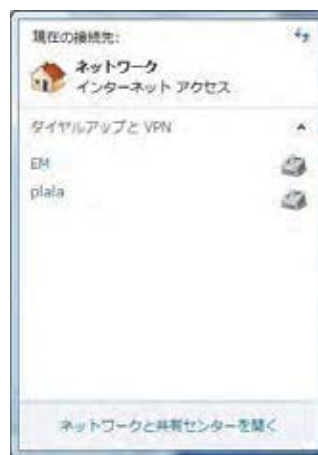 現在の接続先:
ネットワーク
インターネット アクセス
ダイヤルアップと VPN
EM
plala
ネットワークと共有センターを開く